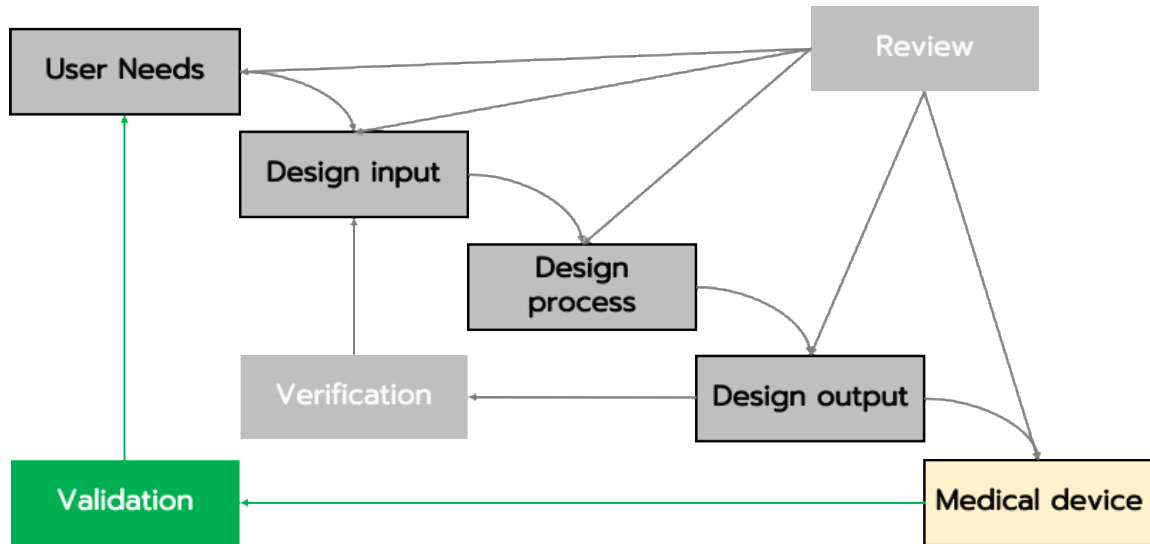 Review
User Needs
Design input
Design
process
Verification
Design output
Validation
Medical device